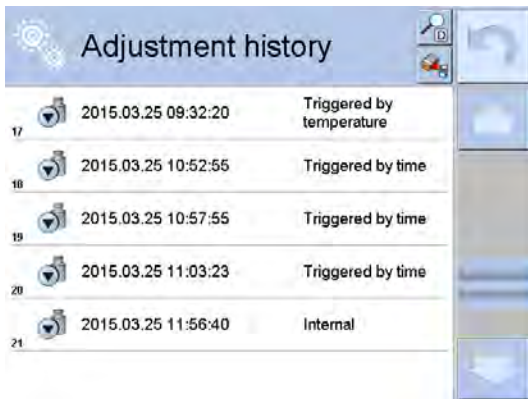 Adjustment history
D
2015.03.25 09:32:20 Triggered by
temperature
17
2015.03.25 10:52:55 Triggered by time
18
2015.03.25 10:57:55 Triggered by time
19
2015.03.25 11:03:23 Triggered by time
20
2015.03.25 11:56:40 Internal
21